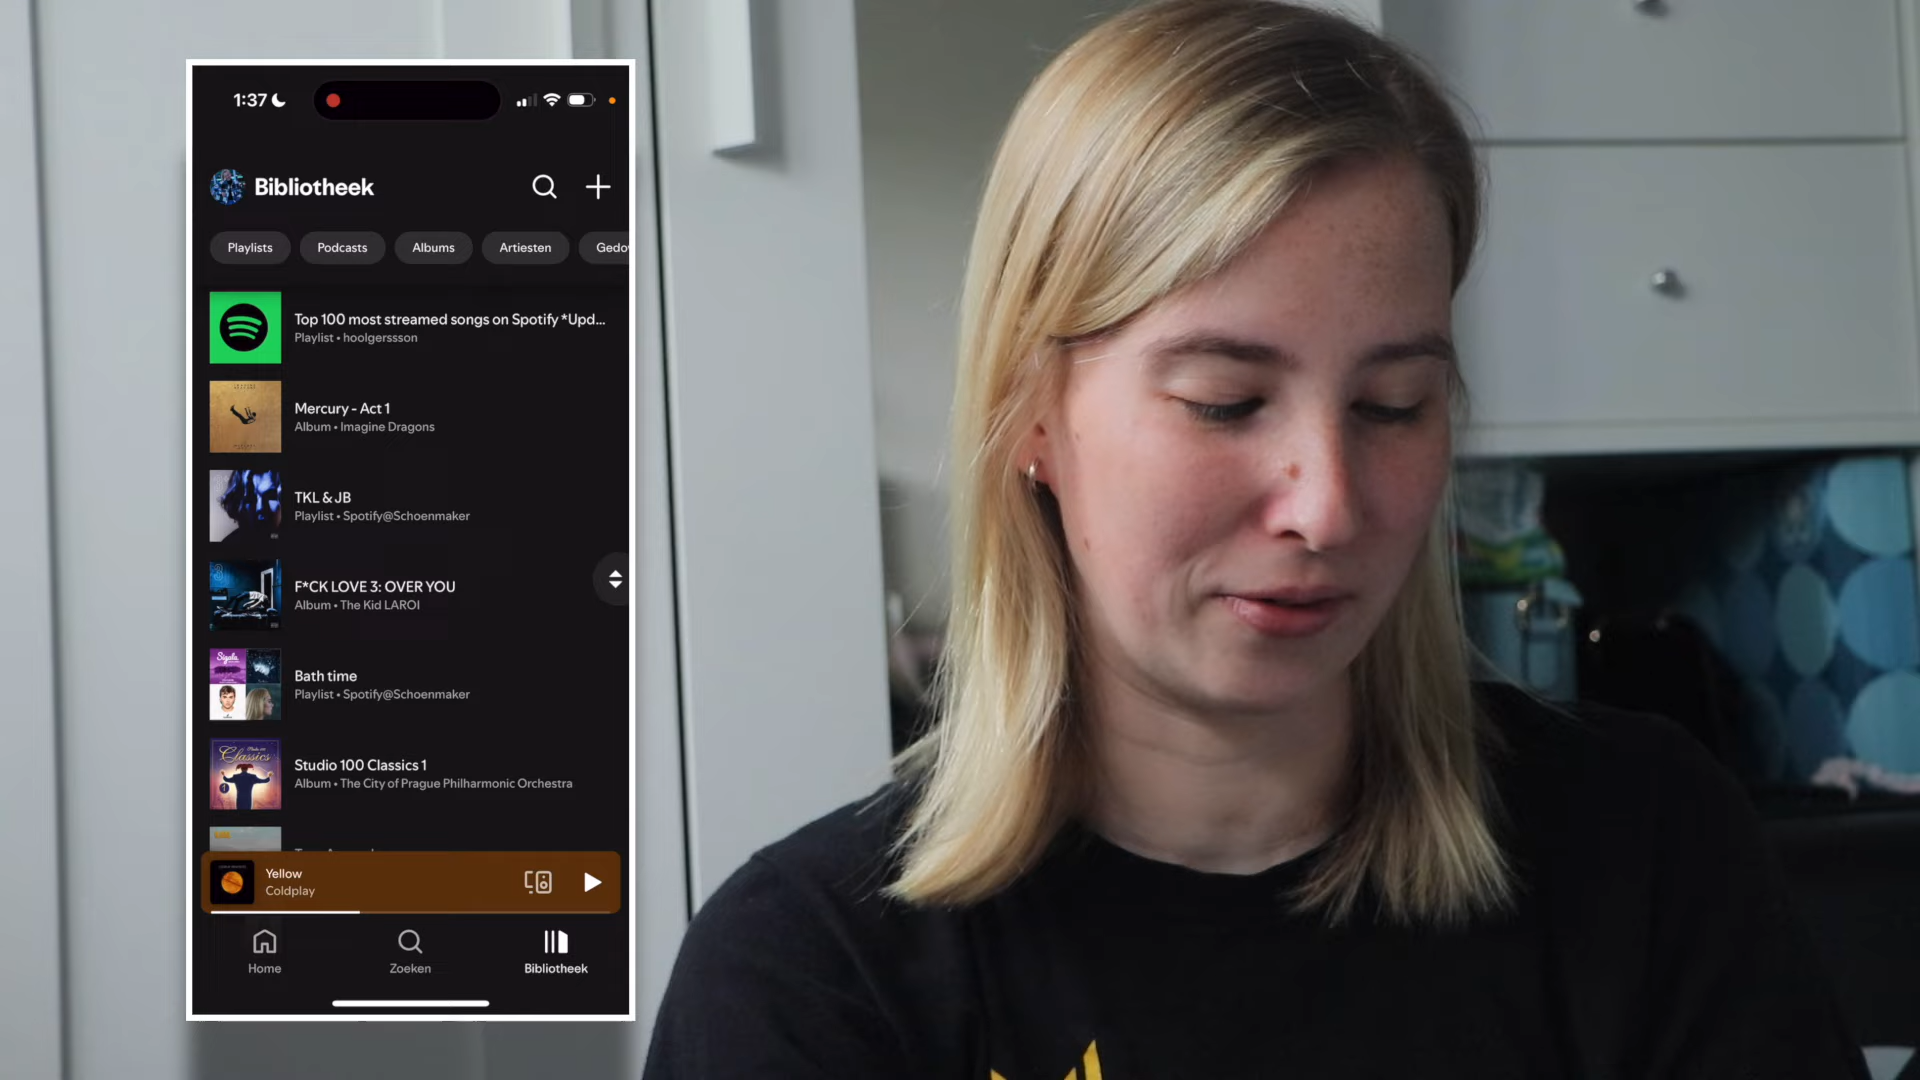 1:37
Bibliotheek
Playlists
Podcasts
Albums
Artiesten
Top 100 most streamed songs on Spotify *Upd...
Playlist • hoolgerssson
Mercury - Act 1
Album • Imagine Dragons
TKL & JB
Playlist • Spotify@Schoenmaker
F*CK LOVE 3: OVER YOU
Album • The Kid LAROI
Bath time
Playlist • Spotify@Schoenmaker
Studio 100 Classics 1
Album • The City of Prague Philharmonic Orchestra
Yellow
Coldplay
Home
Zoeken
Bibliotheek
Sigala
Classics